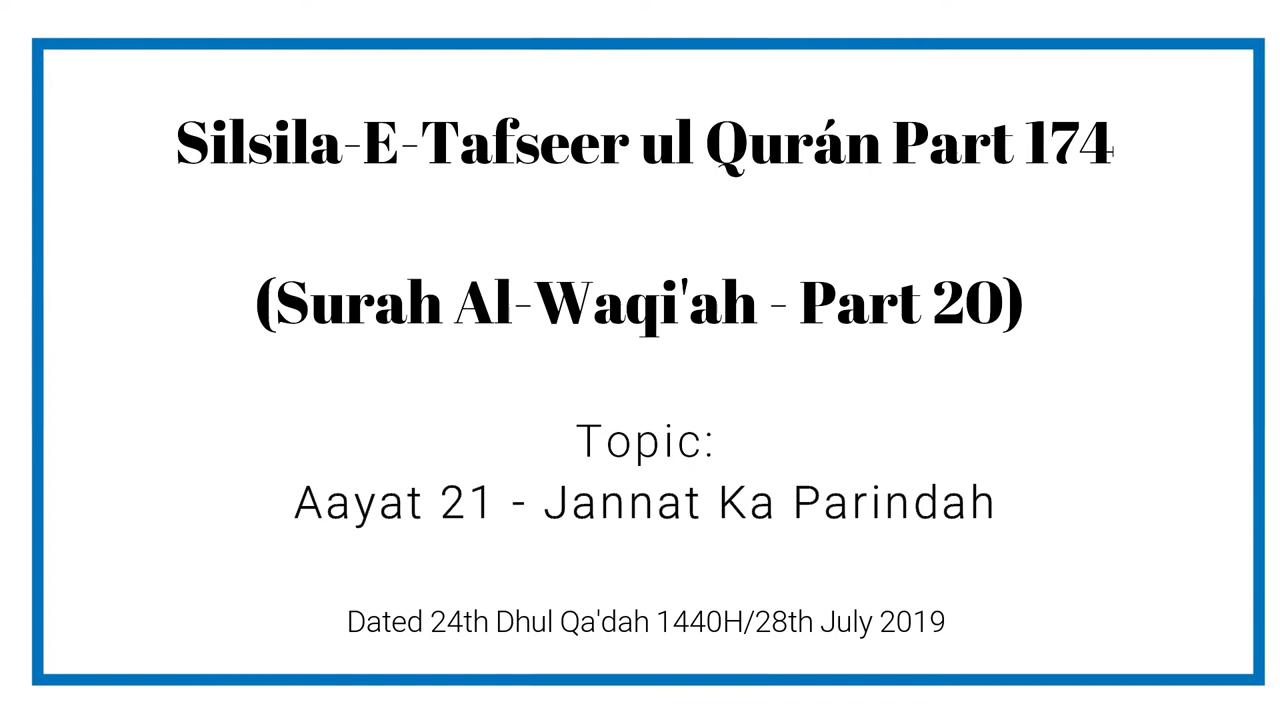 Silsila-E-Tafseer ul Qurán Part 174
(Surah Al-Waqi'ah - Part 20)
Topic:
Aayat 21 - Jannat Ka Parindah
Dated 24th Dhul Qa'dah 1440H/28th July 2019